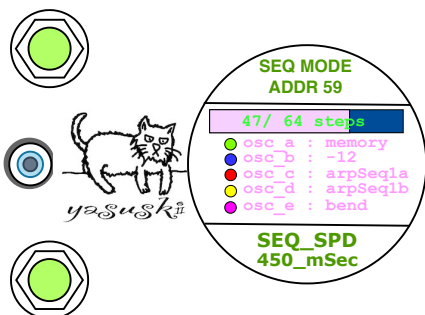 SEQ MODE
ADDR 59
47/ 64 steps
osc_a : memory
osc_b : -12
osc_c : arpSeq1a
osc_d : arpSeq1b
osc_e : bend
yasuski
SEQ_SPD
450_mSec